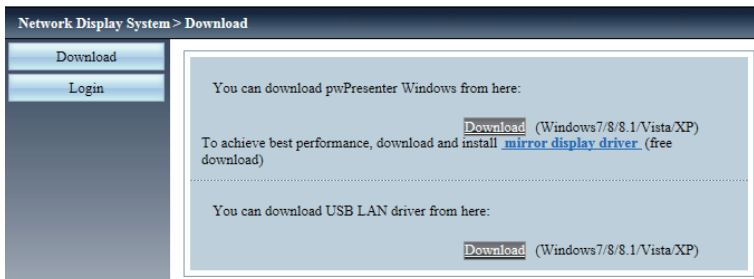 Network Display System > Download
Download
Login
You can download pwPresenter Windows from here:
Download (Windows7/8/8.1/Vista/XP)
To achieve best performance, download and install mirror display driver (free
download)
You can download USB LAN driver from here:
Download (Windows7/8/8.1/Vista/XP)